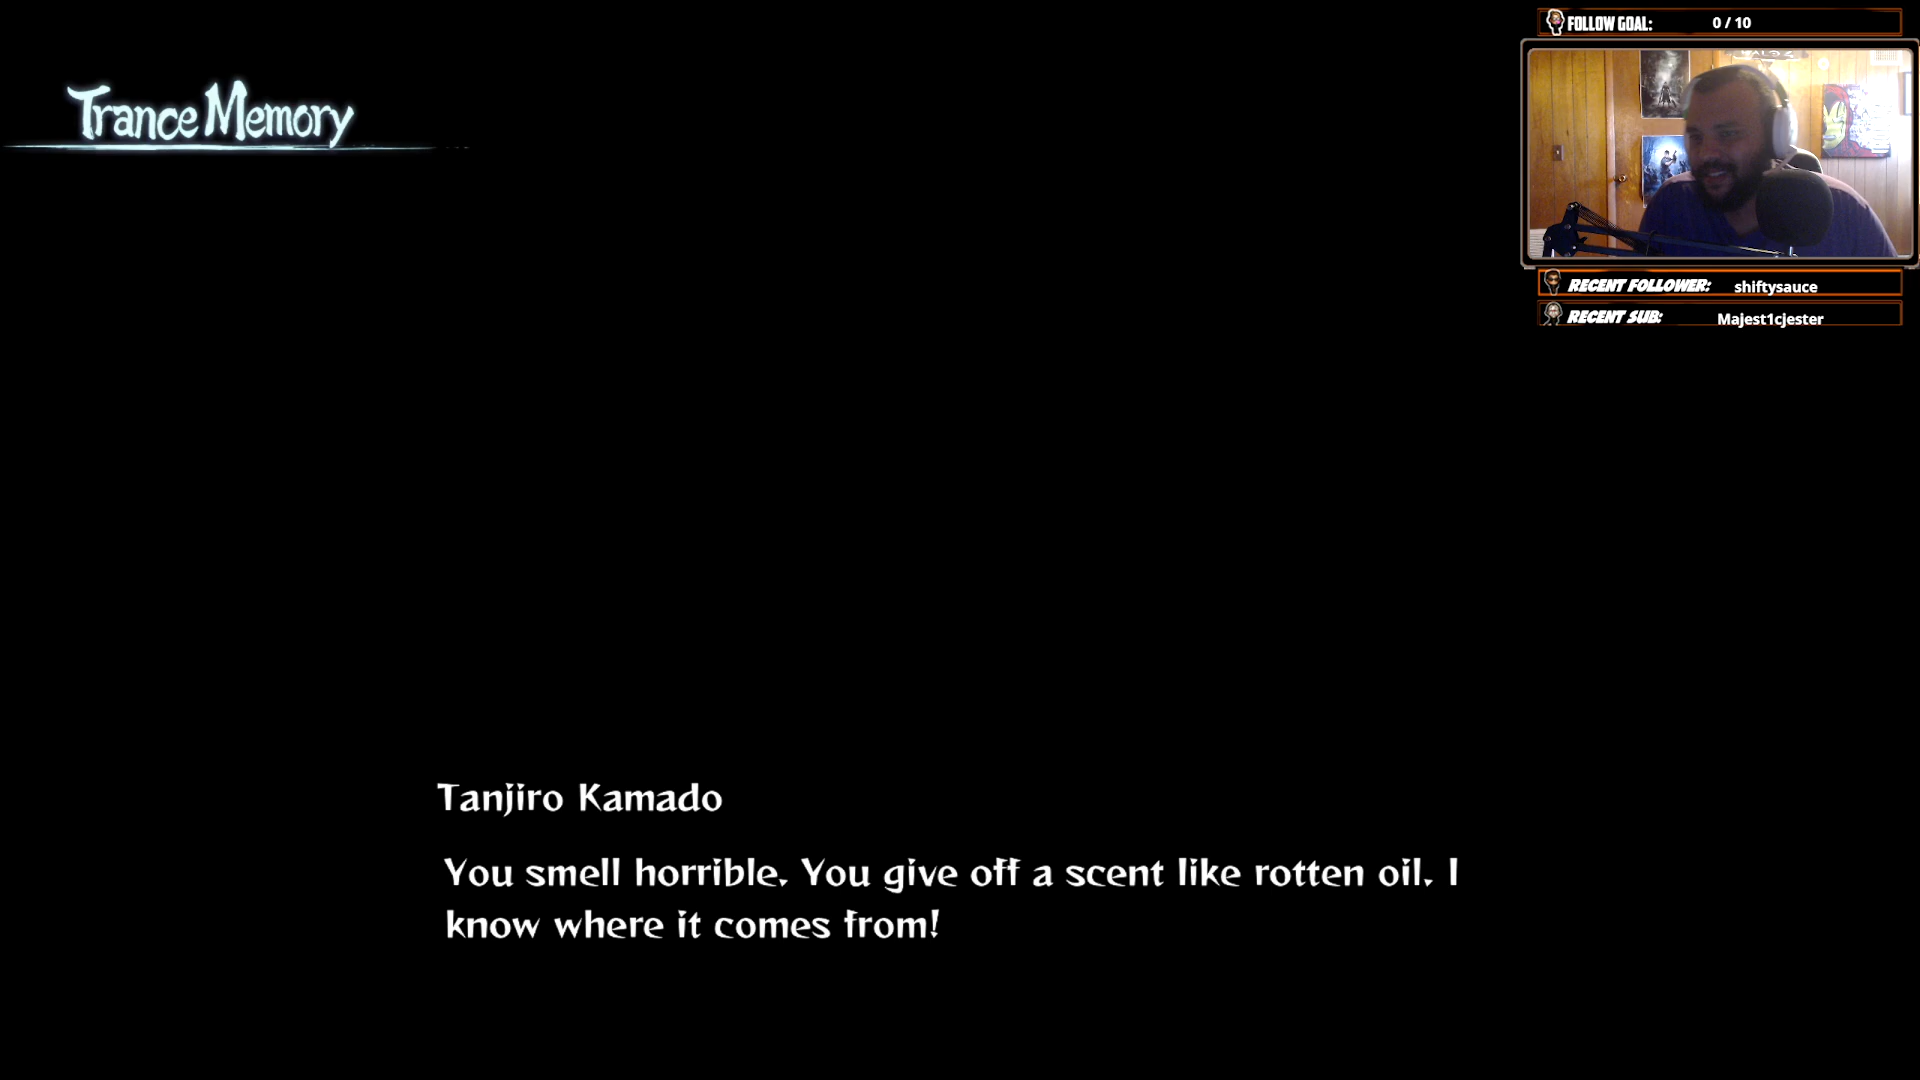 Trance Memory
FOLLOW GOAL: 0 / 10
RECENT FOLLOWER: shiftysauce
RECENT SUB: Majest1cjester
Tanjiro Kamado
You smell horrible. You give off a scent like rotten oil. I
know where it comes from!